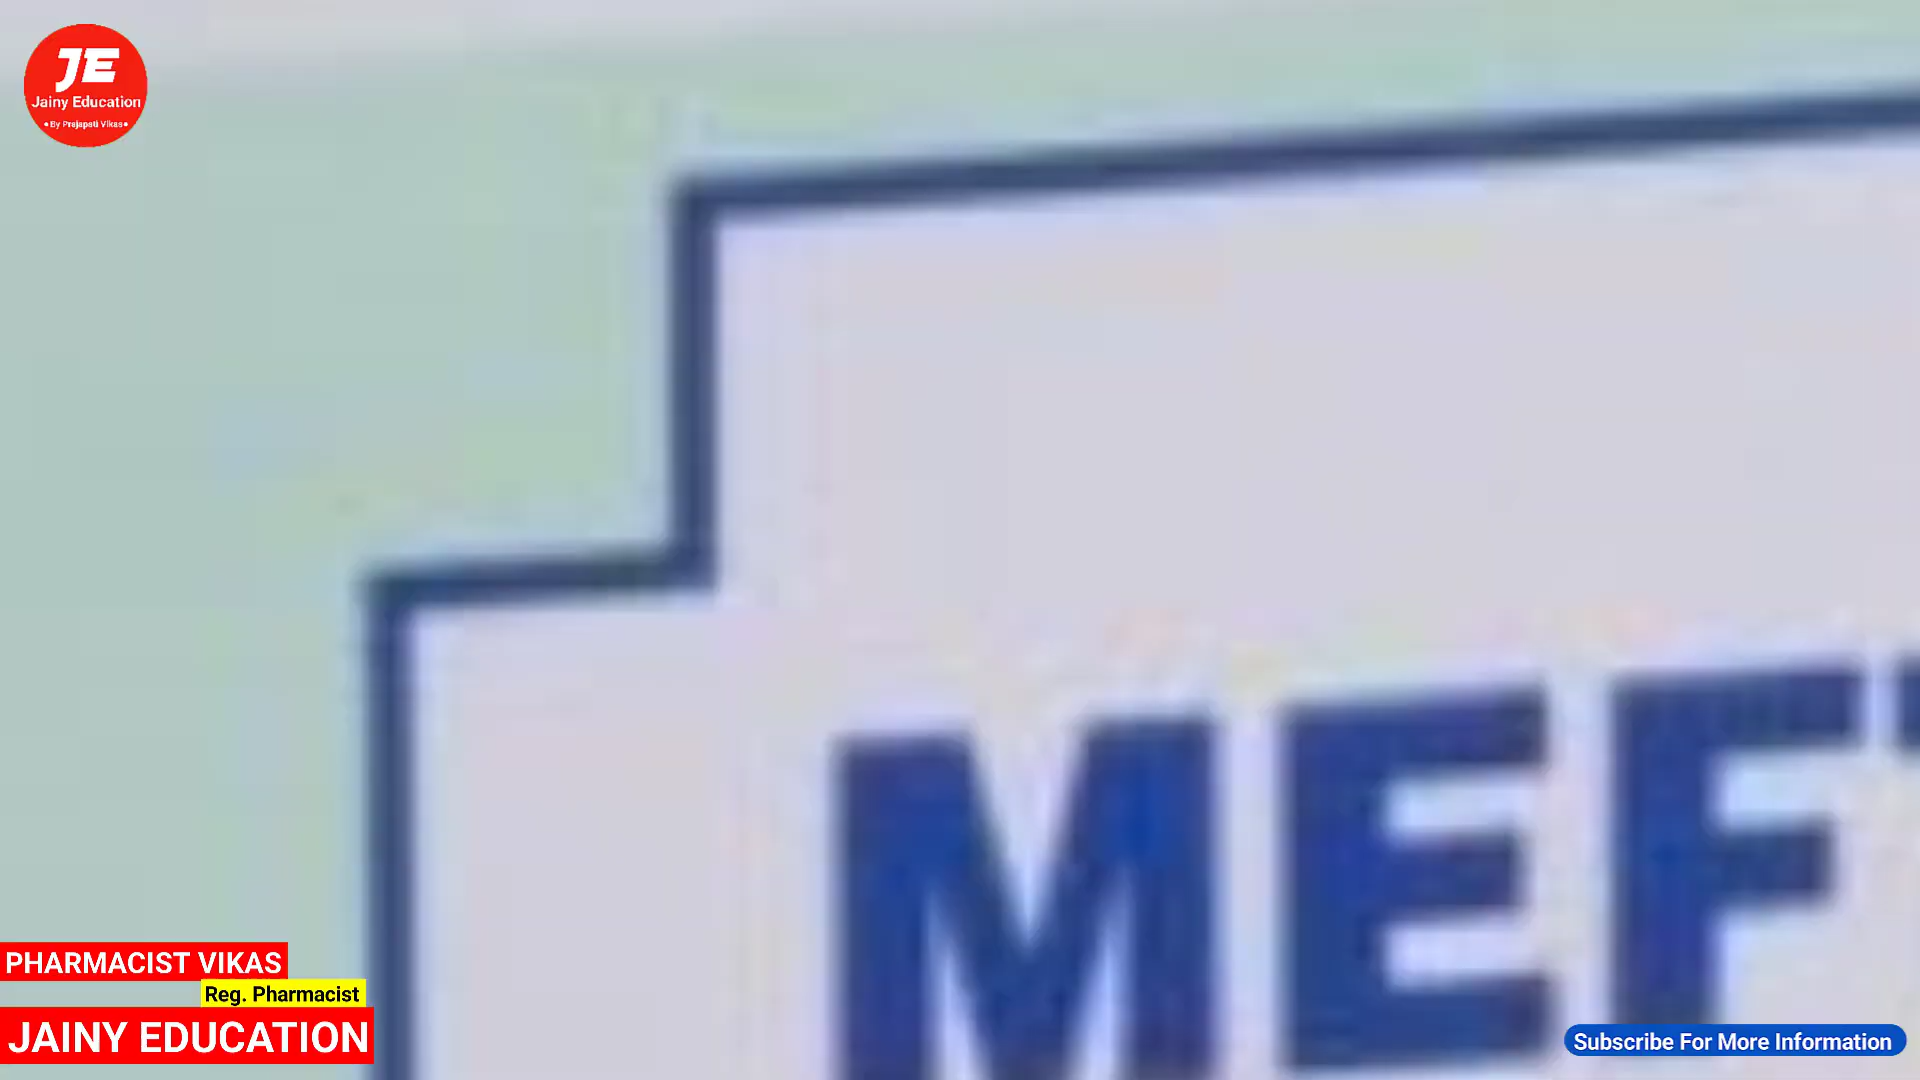 JE
Jainy Education
•By Prajapati Vikas•
MEF
PHARMACIST VIKAS
Reg. Pharmacist
JAINY EDUCATION
Subscribe For More Information